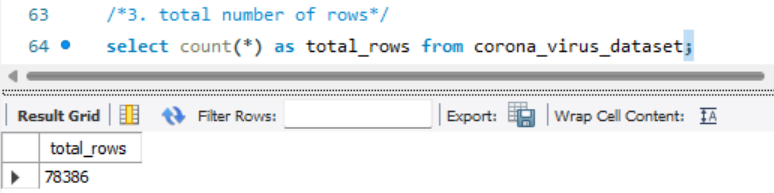 63 /*3. total number of rows*/
64 select count(*) as total_rows from corona_virus_dataset;
Result Grid Filter Rows: Export: Wrap Cell Content: IA
total_rows
78386